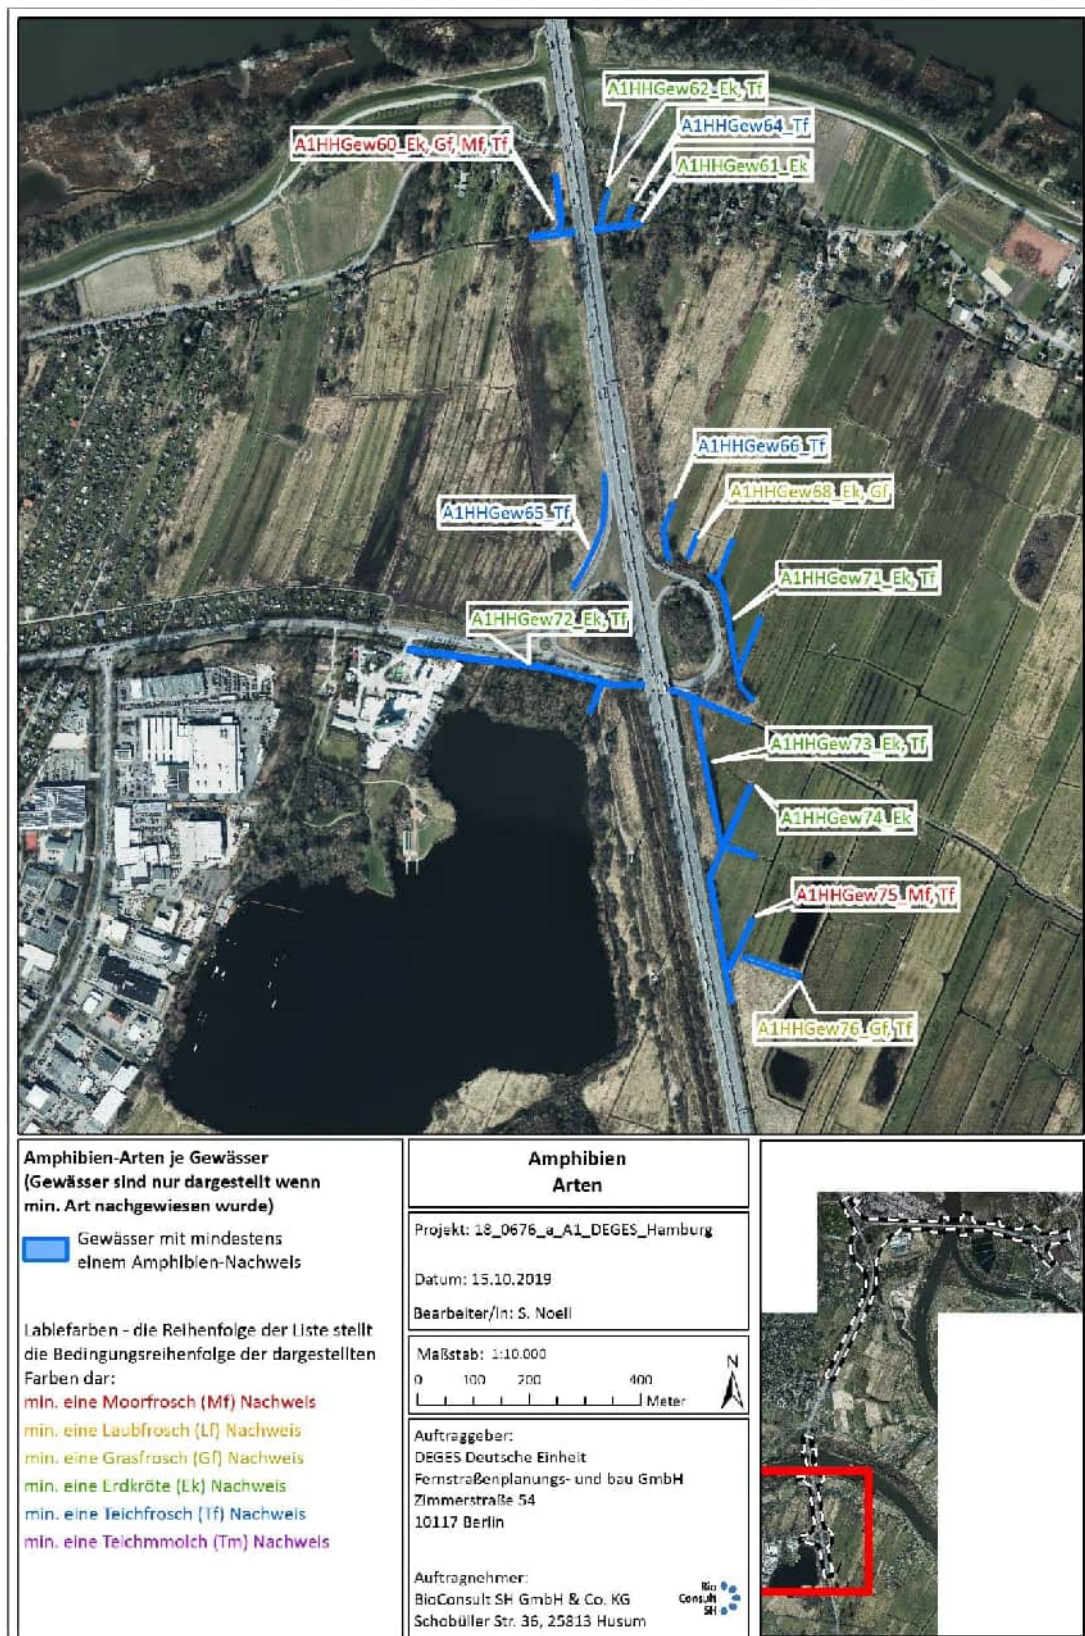 A1HHGew62_Ek, Tf
A1HHGew64_Tf
A1HHGew60_Ek, Gf, Mf, Tf
A1HHGew61_Ek
A1HHGew66_Tf
A1HHGew68_Ek, Gf
A1HHGew65_Tf
A1HHGew71_Ek, Tf
A1HHGew72_Ek, Tf
A1HHGew73_Ek, Tf
A1HHGew74_Ek
A1HHGew75_Mf, Tf
A1HHGew76_Gf, Tf
Amphibien-Arten je Gewässer
(Gewässer sind nur dargestellt wenn
min. Art nachgewiesen wurde)
Gewässer mit mindestens
einem Amphibien-Nachweis
Lablefarben - die Reihenfolge der Liste stellt
die Bedingungsreihenfolge der dargestellten
Farben dar:
min. eine Moorfrosch (Mf) Nachweis
min. eine Laubfrosch (Lf) Nachweis
min. eine Grasfrosch (Gf) Nachweis
min. eine Erdkröte (Ek) Nachweis
min. eine Teichfrosch (Tf) Nachweis
min. eine Teichmmolch (Tm) Nachweis
Amphibien
Arten
Projekt: 18_0676_a_A1_DEGES_Hamburg
Datum: 15.10.2019
Bearbeiter/in: S. Noell
Maßstab: 1:10.000
N
0 100 200 400
Meter
Auftraggeber:
DEGES Deutsche Einheit
Fernstraßenplanungs- und bau GmbH
Zimmerstraße 54
10117 Berlin
Auftragnehmer:
BioConsult SH GmbH & Co. KG
Schobüller Str. 36, 25813 Husum
Bio
Consult
SH